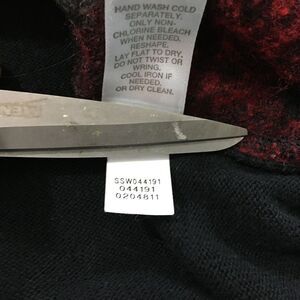 HAND WASH COLD
SEPARATELY.
ONLY NON-
CHLORINE BLEACH
WHEN NEEDED.
RESHAPE.
LAY FLAT TO DRY.
DO NOT TWIST OR
WRING.
COOL IRON IF
NEEDED.
OR DRY CLEAN.
SSW044191
044191
0204811